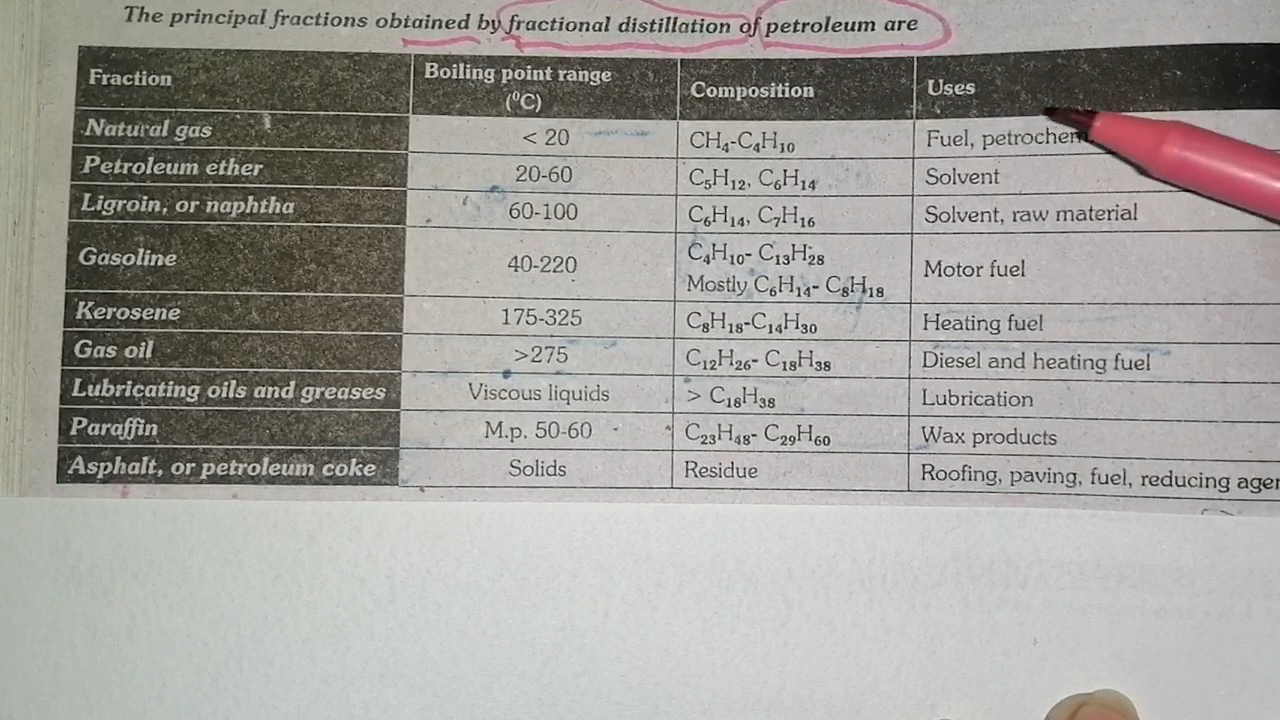 The principal fractions obtained by fractional distillation of petroleum are
Fraction Boiling point range (⁰C) Composition Uses
Natural gas < 20 CH₄-C₄H₁₀ Fuel,
Petroleum ether 20-60 C₅H₁₂, C₆H₁₄ Solvent
Ligroin, or naphtha 60-100 C₆H₁₄, C₇H₁₆ Solvent, raw material
Gasoline 40-220 C₄H₁₀- C₁₃H₂₈ Motor fuel
Mostly C₆H₁₄- C₈H₁₈
Kerosene 175-325 C₈H₁₈-C₁₄H₃₀ Heating fuel
Gas oil >275 C₁₂H₂₆- C₁₈H₃₈ Diesel and heating fuel
Lubricating oils and greases Viscous liquids > C₁₈H₃₈ Lubrication
Paraffin M.p. 50-60 C₂₃H₄₈- C₂₉H₆₀ Wax products
Asphalt, or petroleum coke Solids Residue Roofing, paving, fuel, reducing